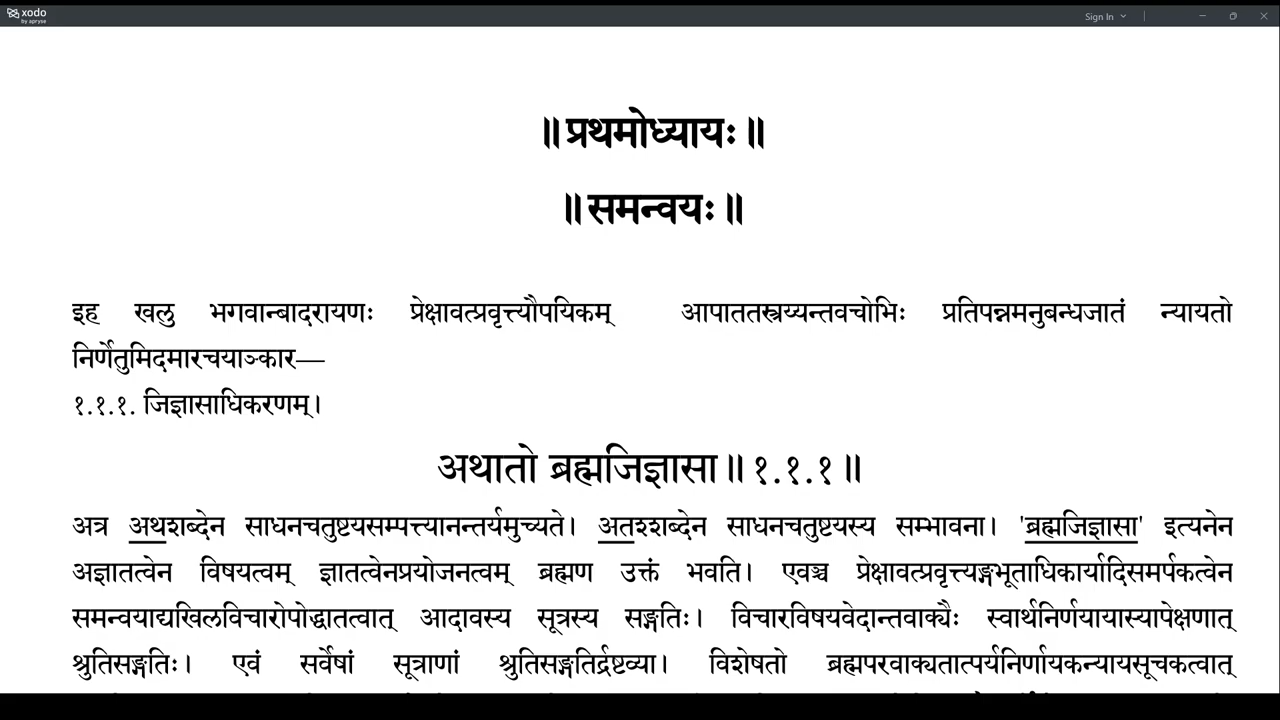 xodo
by apryse
Sign In
॥ प्रथमोध्यायः ॥
॥ समन्वयः ॥
इह खलु भगवान्बादरायणः प्रेक्षावत्प्रवृत्त्यौपयिकम् आपाततस्त्रय्यन्तवचोभिः प्रतिपन्नमनुबन्धजातं न्यायतो
निर्णेतुमिदमारचयाञ्कार—
१.१.१. जिज्ञासाधिकरणम्।
अथातो ब्रह्मजिज्ञासा॥ १.१.१ ॥
अत्र अथशब्देन साधनचतुष्टयसम्पत्त्यानन्तर्यमुच्यते। अतश्शब्देन साधनचतुष्टयस्य सम्भावना। 'ब्रह्मजिज्ञासा' इत्यनेन
अज्ञातत्वेन विषयत्वम् ज्ञातत्वेनप्रयोजनत्वम् ब्रह्मण उक्तं भवति। एवञ्च प्रेक्षावत्प्रवृत्त्यङ्गभूताधिकार्यादिसमर्पकत्वेन
समन्वयाद्यखिलविचारोपोद्घातत्वात् आदावस्य सूत्रस्य सङ्गतिः। विचारविषयवेदान्तवाक्यैः स्वार्थनिर्णयायास्यापेक्षणात्
श्रुतिसङ्गतिः। एवं सर्वेषां सूत्राणां श्रुतिसङ्गतिर्द्रष्टव्या। विशेषतो ब्रह्मपरवाक्यतात्पर्यनिर्णायकन्यायसूचकत्वात्